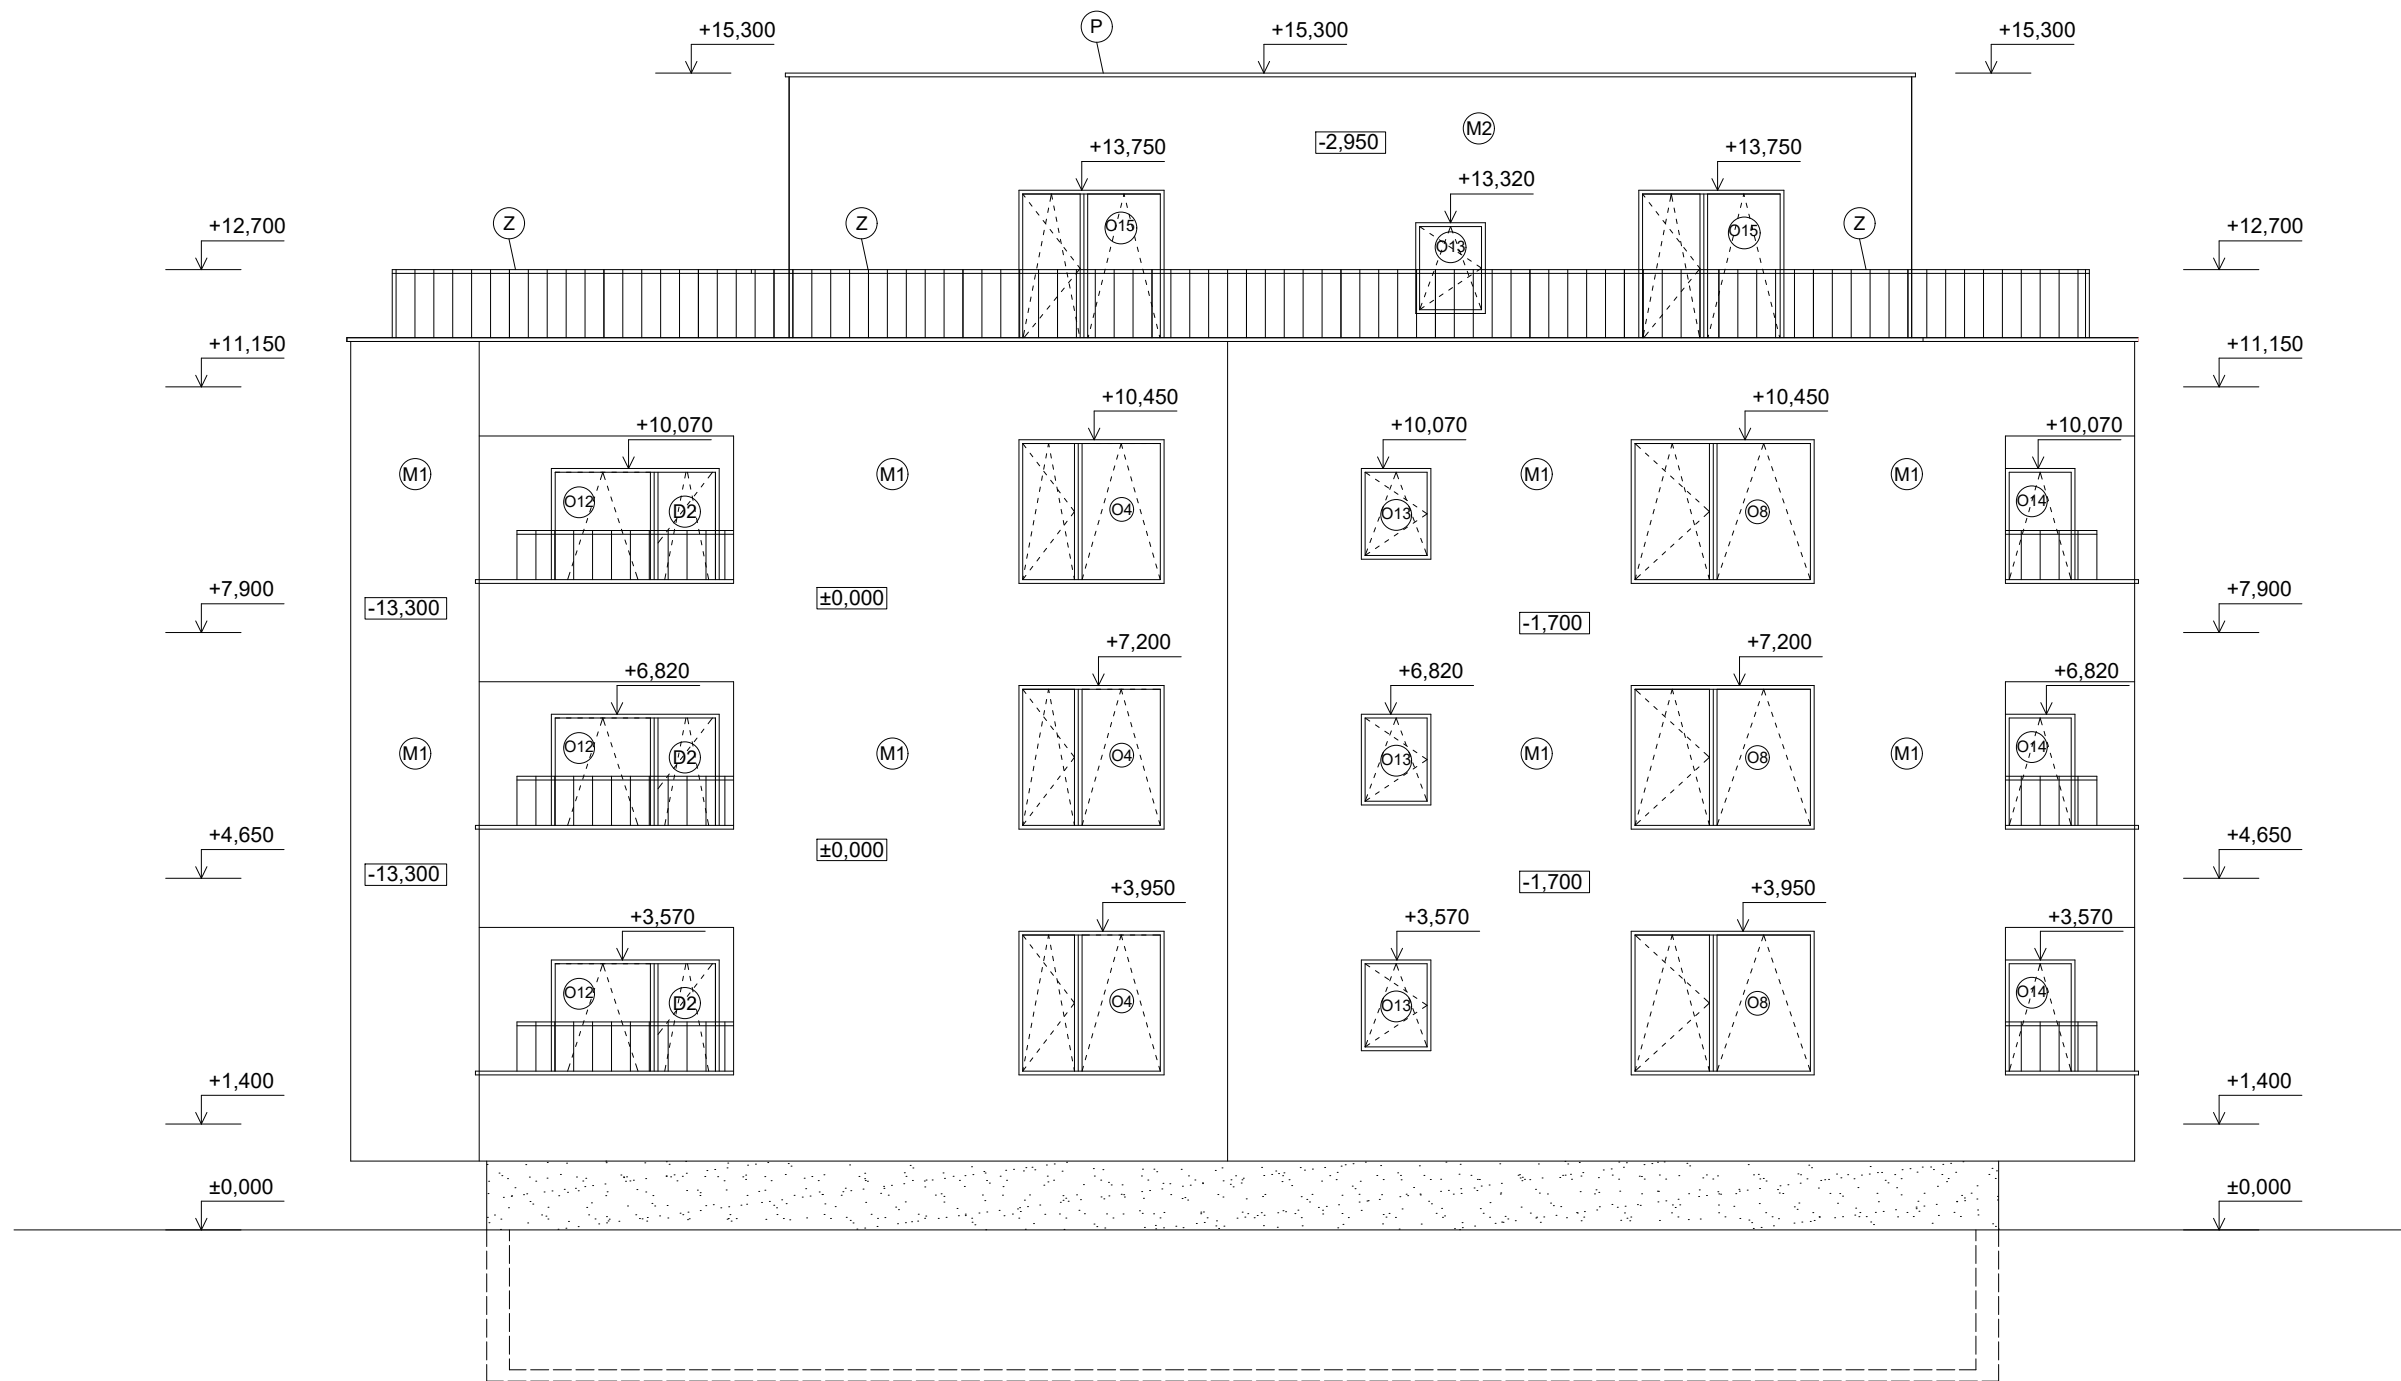 P
+15,300
+15,300
+15,300
M2
-2,950
+13,750
+13,750
+13,320
+12,700
Z
Z
O15
O13
O15
Z
+12,700
+11,150
+11,150
+10,450
+10,450
+10,070
+10,070
+10,070
M1
O12
D2
M1
O4
O13
M1
O8
M1
O14
+7,900
-13,300
±0,000
-1,700
+7,900
+7,200
+7,200
+6,820
+6,820
+6,820
M1
O12
D2
M1
O4
O13
M1
O8
M1
O14
+4,650
-13,300
±0,000
-1,700
+4,650
+3,950
+3,950
+3,570
+3,570
+3,570
O12
D2
O4
O13
O8
O14
+1,400
+1,400
±0,000
±0,000